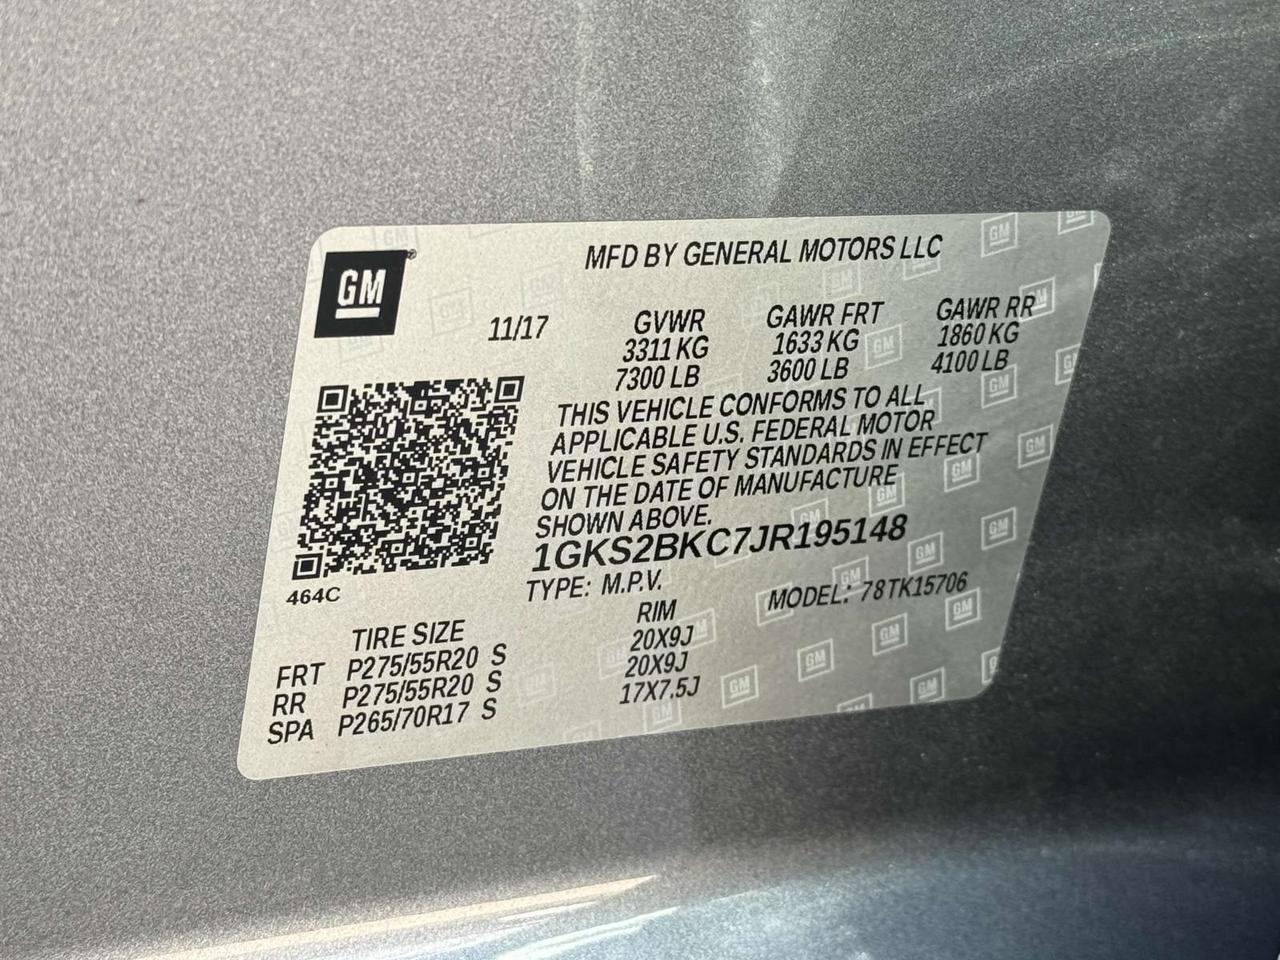 GM
MFD BY GENERAL MOTORS LLC
11/17
GVWR GAWR FRT GAWR RR
3311 KG 1633 KG 1860 KG
7300 LB 3600 LB 4100 LB
THIS VEHICLE CONFORMS TO ALL
APPLICABLE U.S. FEDERAL MOTOR
VEHICLE SAFETY STANDARDS IN EFFECT
ON THE DATE OF MANUFACTURE
SHOWN ABOVE.
1GKS2BKC7JR195148
TYPE: M.P.V. MODEL: 78TK15706
464C
TIRE SIZE RIM
FRT P275/55R20 S 20X9J
RR P275/55R20 S 20X9J
SPA P265/70R17 S 17X7.5J